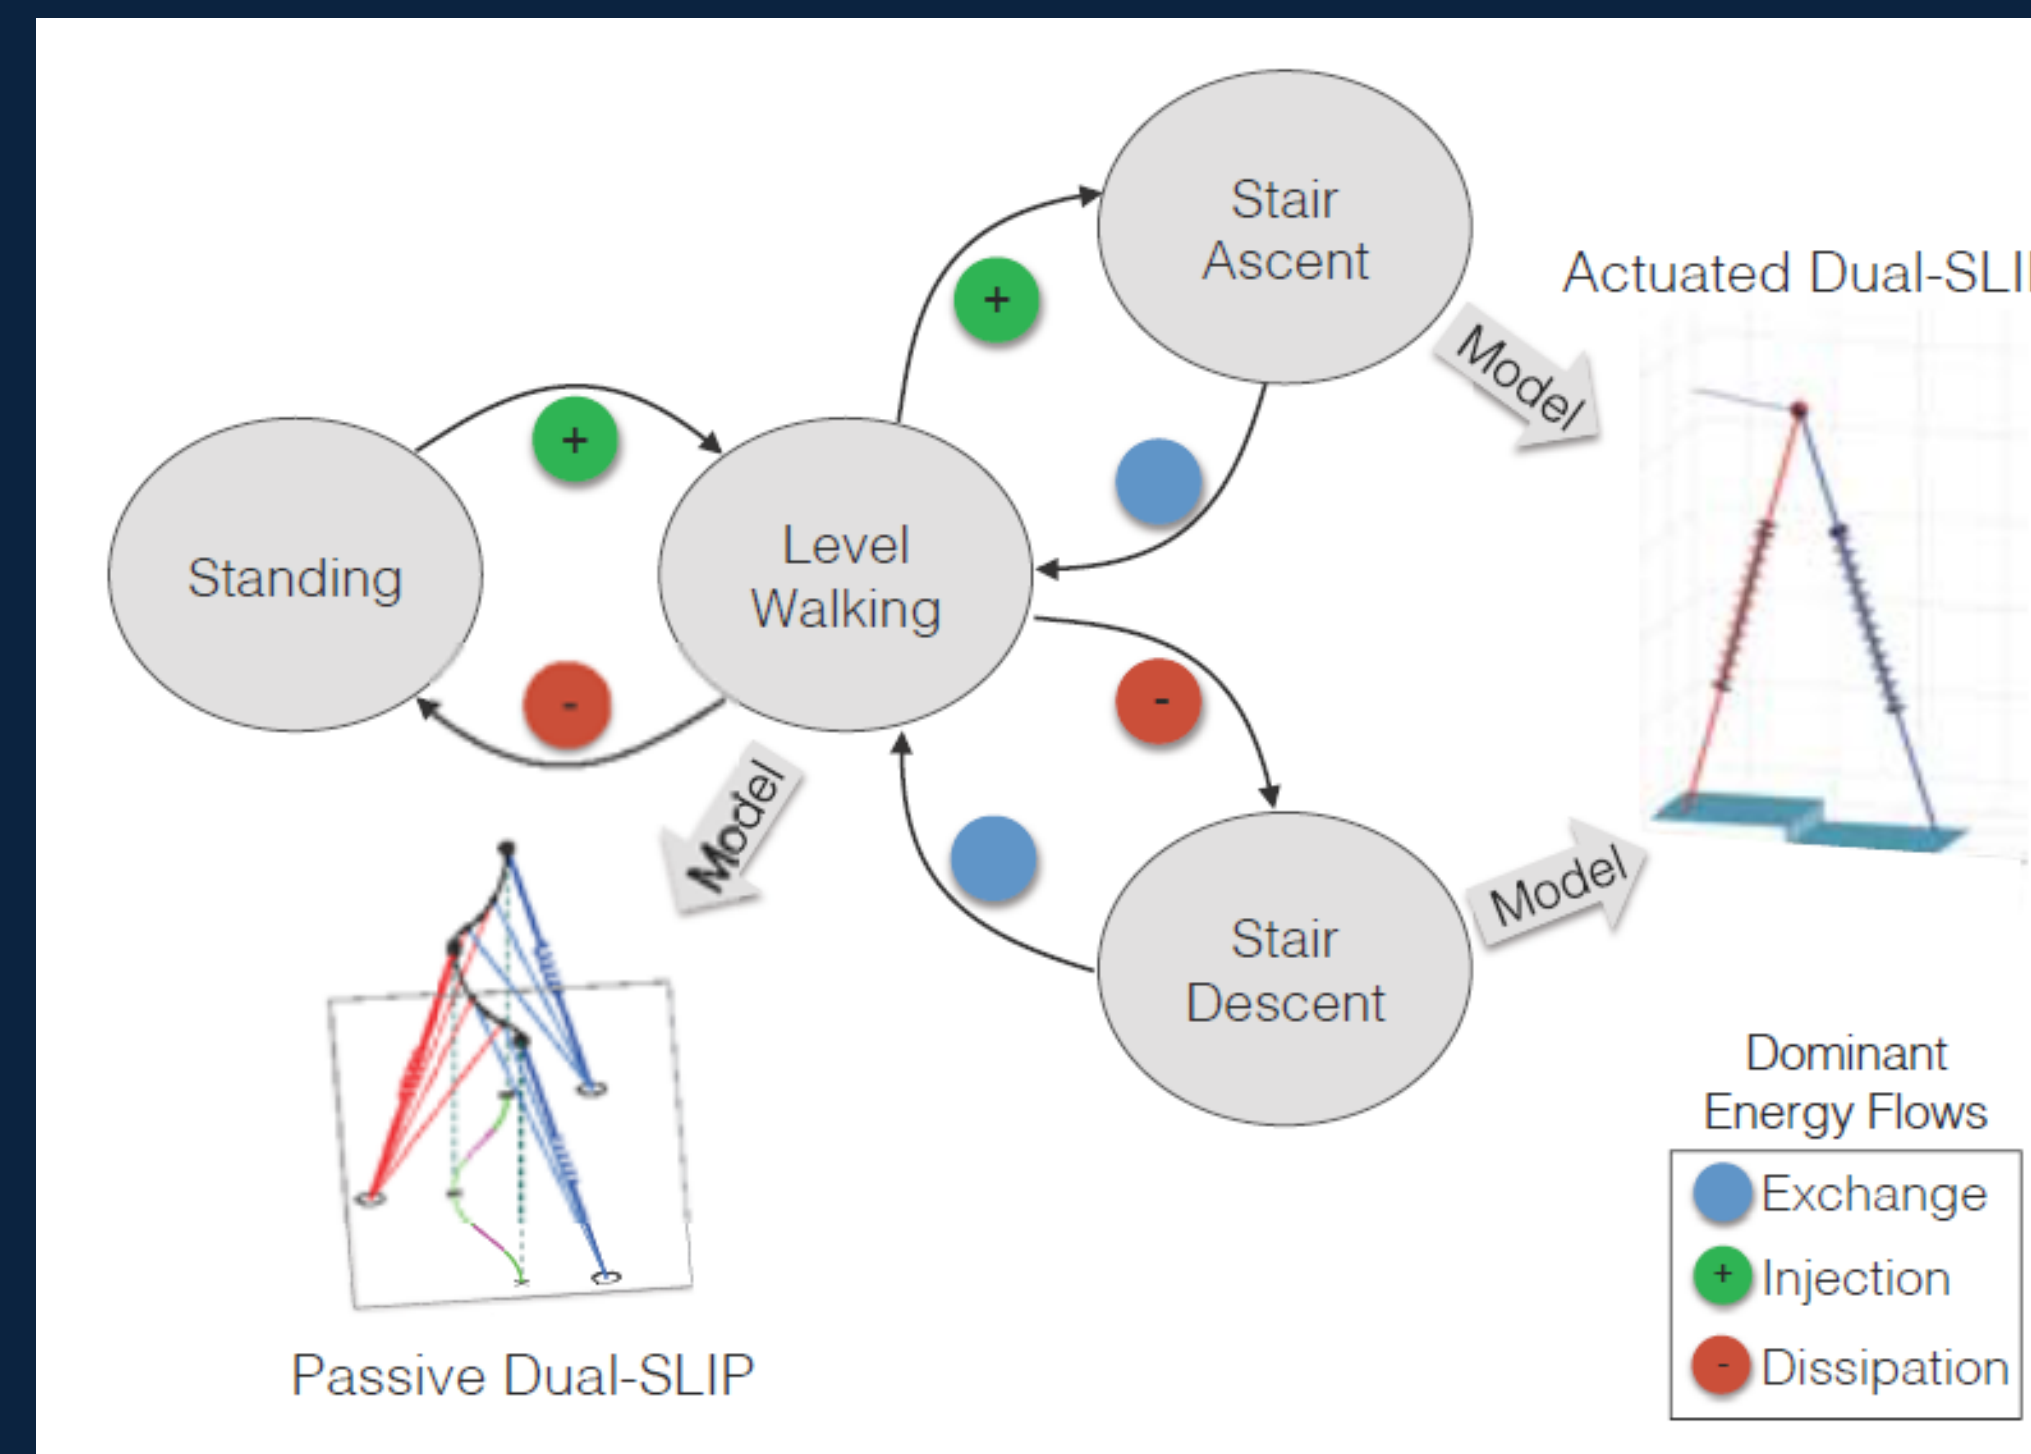 Stair
Ascent
+
Actuated Dual-SLI
Model
+
Standing
Level
Walking
-
-
Model
Model
Stair
Descent
Passive Dual-SLIP
Dominant
Energy Flows
Exchange
+ Injection
- Dissipation